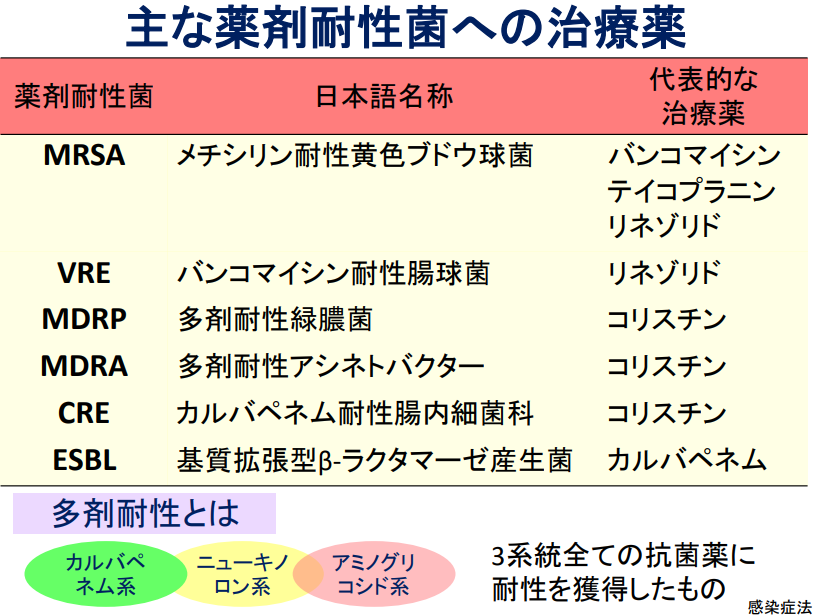 主な薬剤耐性菌への治療薬
薬剤耐性菌 日本語名称 代表的な
治療薬
MRSA メチシリン耐性黄色ブドウ球菌 バンコマイシン
テイコプラニン
リネゾリド
VRE バンコマイシン耐性腸球菌 リネゾリド
MDRP 多剤耐性緑膿菌 コリスチン
MDRA 多剤耐性アシネトバクター コリスチン
CRE カルバペネム耐性腸内細菌科 コリスチン
ESBL 基質拡張型β-ラクタマーゼ産生菌 カルバペネム
多剤耐性とは
カルバペ
ネム系
ニューキノ
ロン系
アミノグリ
コシド系
3系統全ての抗菌薬に
耐性を獲得したもの
感染症法